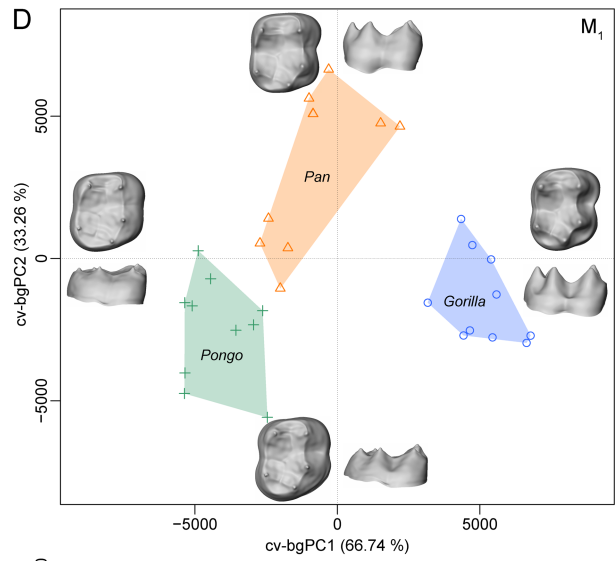 D
M1
Pan
Gorilla
Pongo
5000
0
−5000
cv-bgPC2 (33.26 %)
−5000
0
5000
cv-bgPC1 (66.74 %)